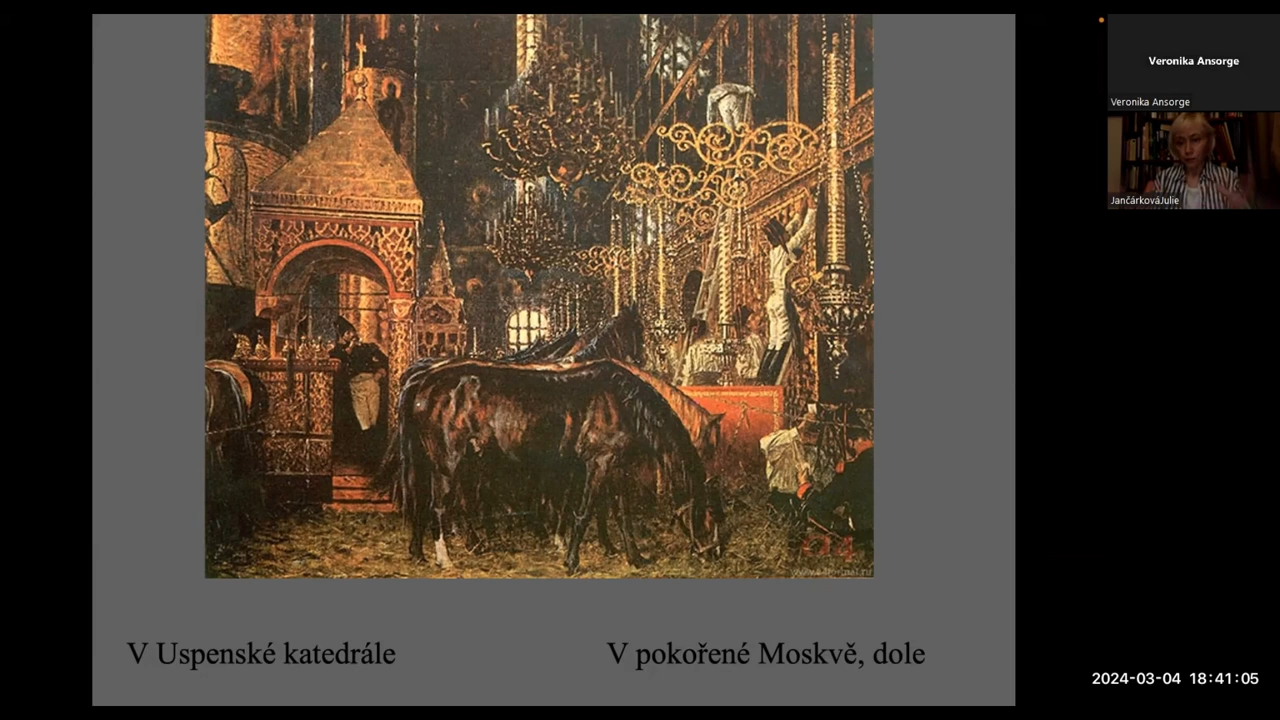 Veronika Ansorge
Veronika Ansorge
JančárkováJulie
V Uspenské katedrále
V pokořené Moskvě, dole
2024-03-04 18:41:05